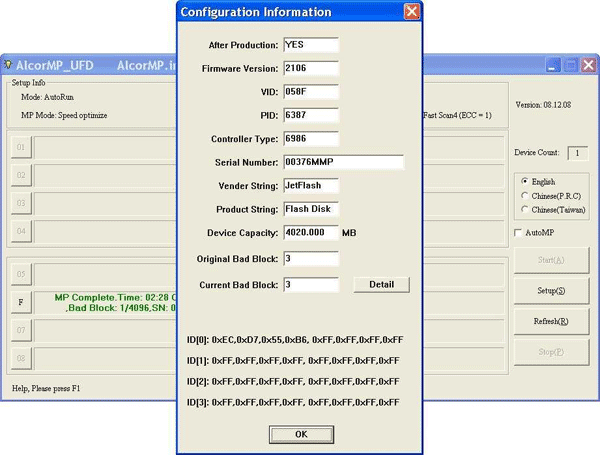 Configuration Information
After Production: YES
Firmware Version: 2106
VID: 058F
PID: 6387
Controller Type: 6986
Serial Number: 00376MMP
Vender String: JetFlash
Product String: Flash Disk
Device Capacity: 4020.000 MB
Original Bad Block: 3
Current Bad Block: 3 Detail
ID[0]: 0xEC,0xD7,0x55,0xB6, 0xFF,0xFF,0xFF,0xFF
ID[1]: 0xFF,0xFF,0xFF,0xFF, 0xFF,0xFF,0xFF,0xFF
ID[2]: 0xFF,0xFF,0xFF,0xFF, 0xFF,0xFF,0xFF,0xFF
ID[3]: 0xFF,0xFF,0xFF,0xFF, 0xFF,0xFF,0xFF,0xFF
OK
AlcorMP_UFD AlcorMP.in
Setup Info
Mode: AutoRun
MP Mode: Speed optimize
Fast Scan4 (ECC = 1)
01
02
03
04
05
F
MP Complete.Time: 02:28
,Bad Block: 1/4096,SN:
07
08
Help, Please press F1
Version: 08.12.08
Device Count: 1
English
Chinese(P.R.C)
Chinese(Taiwan)
AutoMP
Start(A)
Setup(S)
Refresh(R)
Stop(P)